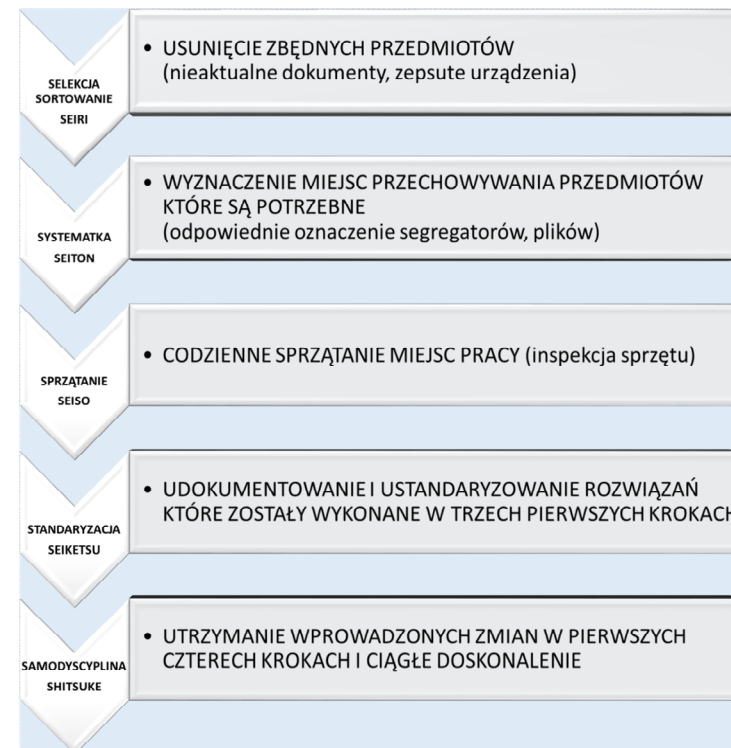 SELEKCJA
SORTOWANIE
SEIRI
• USUNIĘCIE ZBĘDNYCH PRZEDMIOTÓW
(nieaktualne dokumenty, zepsute urządzenia)
SYSTEMATKA
SEITON
• WYZNACZENIE MIEJSC PRZECHOWYWANIA PRZEDMIOTÓW
KTÓRE SĄ POTRZEBNE
(odpowiednie oznaczenie segregatorów, plików)
SPRZĄTANIE
SEISO
• CODZIENNE SPRZĄTANIE MIEJSC PRACY (inspekcja sprzętu)
STANDARYZACJA
SEIKETSU
• UDOKUMENTOWANIE I USTANDARYZOWANIE ROZWIĄZAŃ
KTÓRE ZOSTAŁY WYKONANE W TRZECH PIERWSZYCH KROKACH
SAMODYSCYPLINA
SHITSUKE
• UTRZYMANIE WPROWADZONYCH ZMIAN W PIERWSZYCH
CZTERECH KROKACH I CIĄGŁE DOSKONALENIE